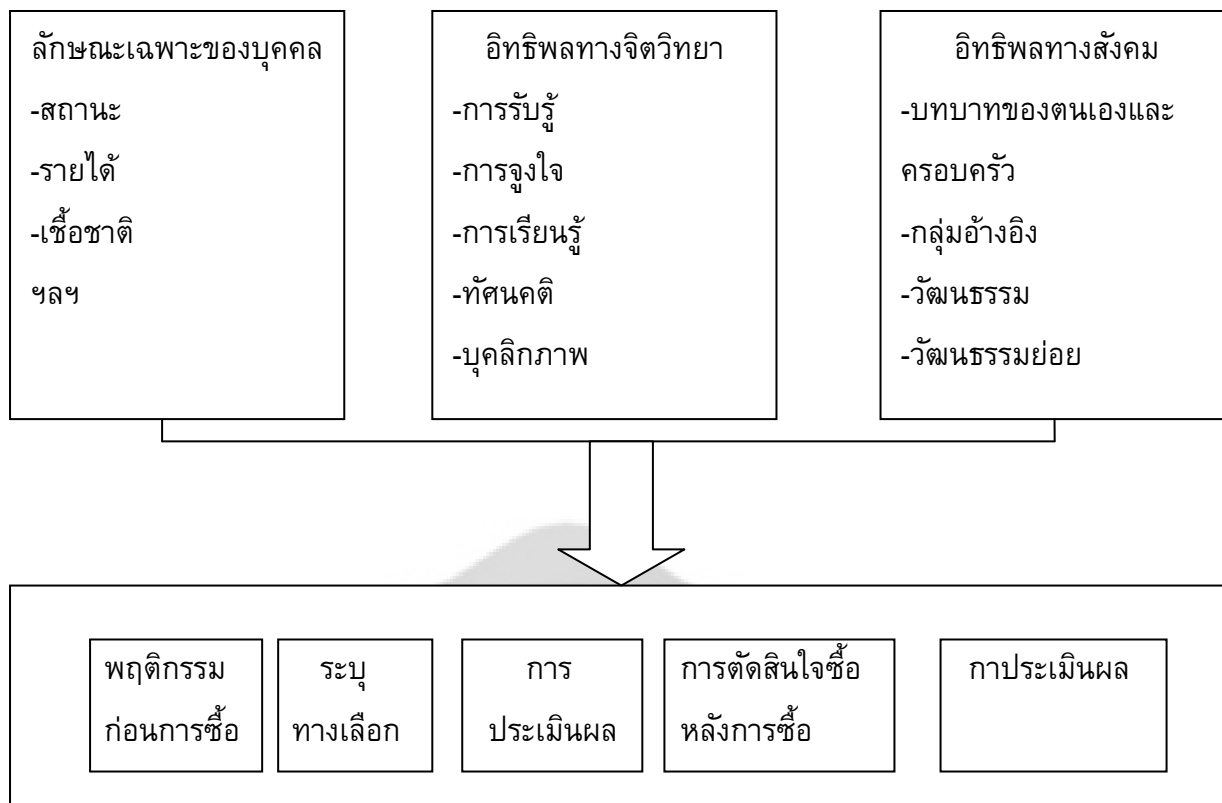 ลักษณะเฉพาะของบุคคล
-สถานะ
-รายได้
-เชื้อชาติ
ฯลฯ
อิทธิพลทางจิตวิทยา
-การรับรู้
-การจูงใจ
-การเรียนรู้
-ทัศนคติ
-บุคลิกภาพ
อิทธิพลทางสังคม
-บทบาทของตนเองและ
ครอบครัว
-กลุ่มอ้างอิง
-วัฒนธรรม
-วัฒนธรรมย่อย
พฤติกรรม
ก่อนการซื้อ
ระบุ
ทางเลือก
การ
ประเมินผล
การตัดสินใจซื้อ
หลังการซื้อ
กาประเมินผล